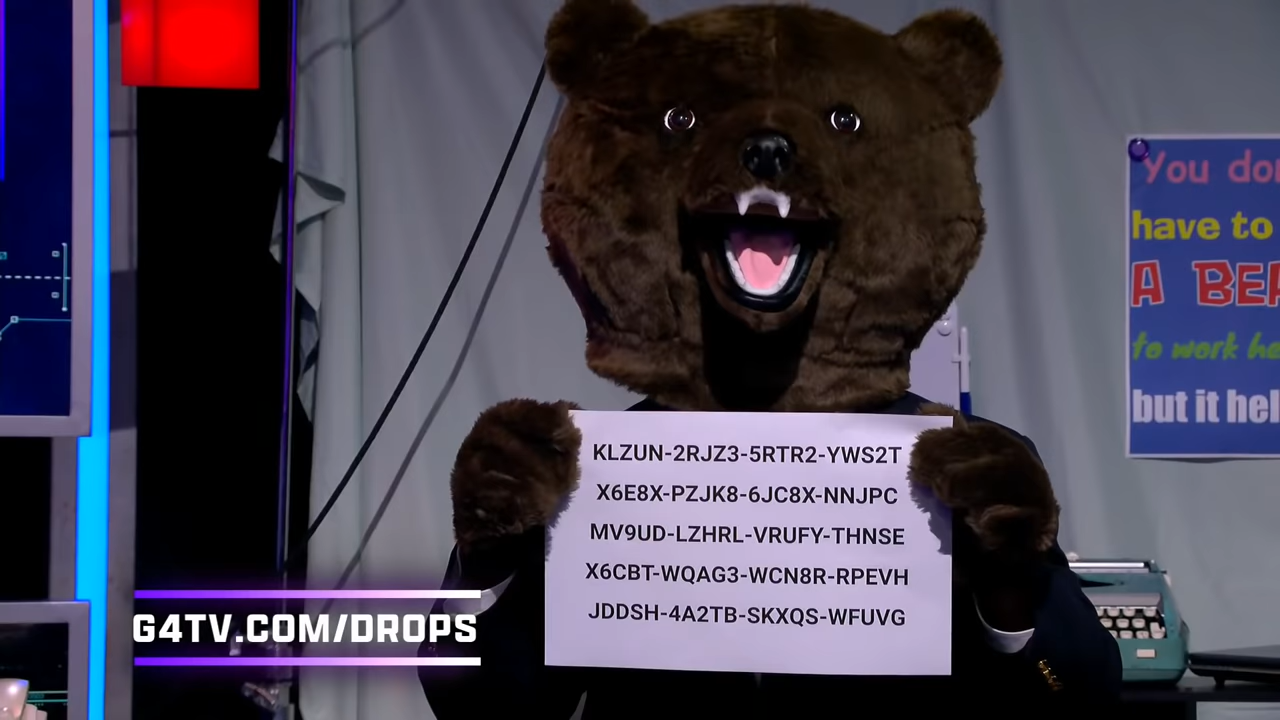 KLZUN-2RJZ3-5RTR2-YWS2T
X6E8X-PZJK8-6JC8X-NNJPC
MV9UD-LZHRL-VRUFY-THNSE
X6CBT-WQAG3-WCN8R-RPEVH
JDDSH-4A2TB-SKXQS-WFUVG
G4TV.COM/DROPS
You
have to
A
to work
but it